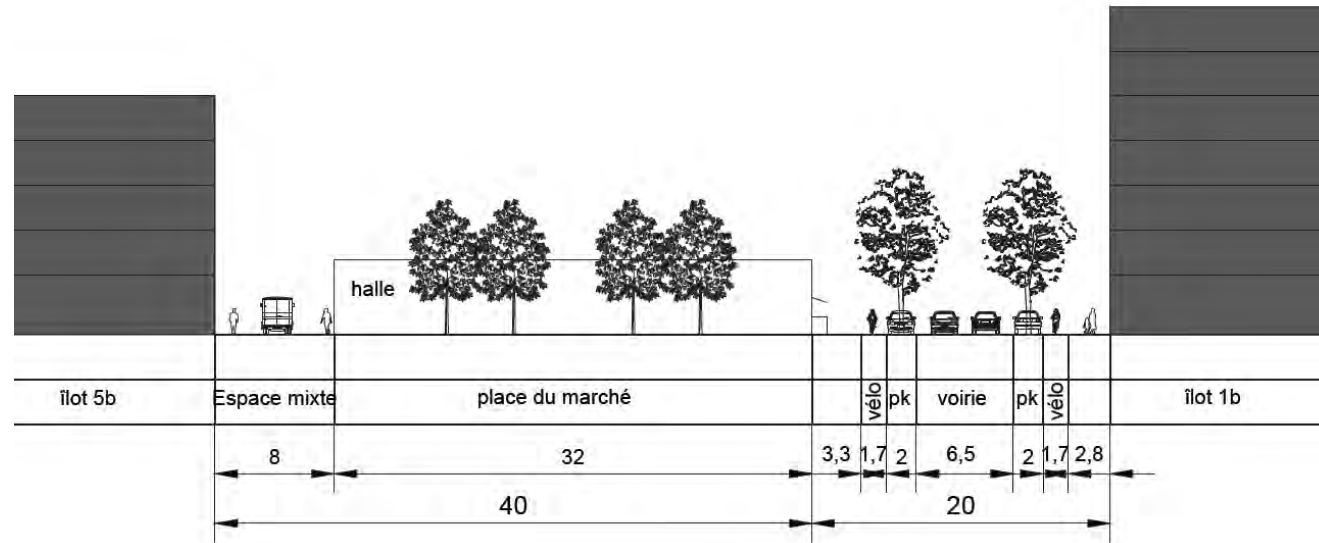 halle
îlot 5b
Espace mixte
place du marché
vélo
pk
voirie
pk
vélo
îlot 1b
8
32
3,3
1,7
2
6,5
2
1,7
2,8
40
20